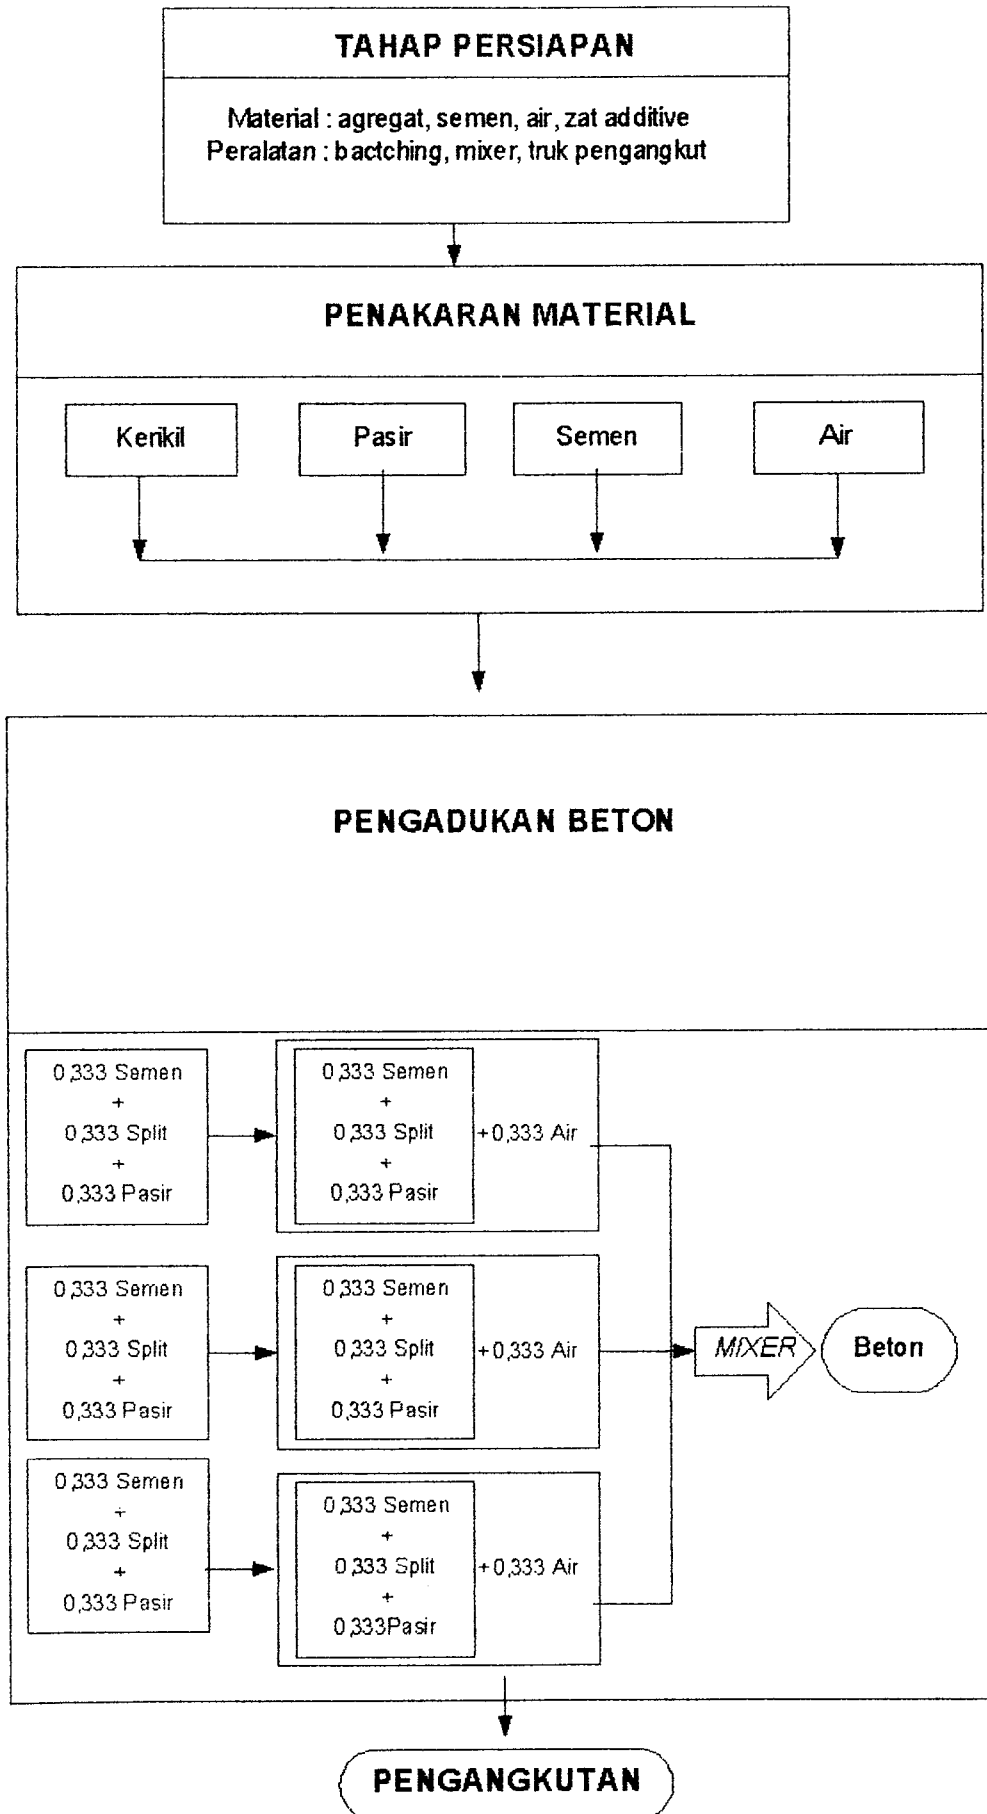 TAHAP PERSIAPAN
Material : agregat, semen, air, zat additive
Peralatan : bactching, mixer, truk pengangkut
PENAKARAN MATERIAL
Kerikil
Pasir
Semen
Air
PENGADUKAN BETON
0,333 Semen
+
0,333 Split
+
0,333 Pasir
0,333 Semen
+
0,333 Split
+
0,333 Pasir
+0,333 Air
0,333 Semen
+
0,333 Split
+
0,333 Pasir
0,333 Semen
+
0,333 Split
+
0,333 Pasir
+0,333 Air
MIXER
Beton
0,333 Semen
+
0,333 Split
+
0,333 Pasir
0,333 Semen
+
0,333 Split
+
0,333Pasir
+0,333 Air
PENGANGKUTAN